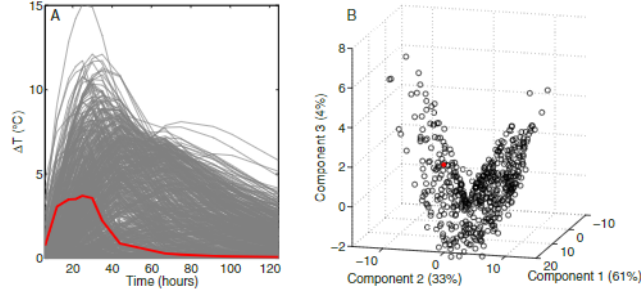 A
15
10
5
0
ΔT (°C)
20 40 60 80 100 120
Time (hours)
B
8
6
4
2
0
−2
Component 3 (4%)
−10 0 10
Component 2 (33%)
−10
0
10
20
Component 1 (61%)